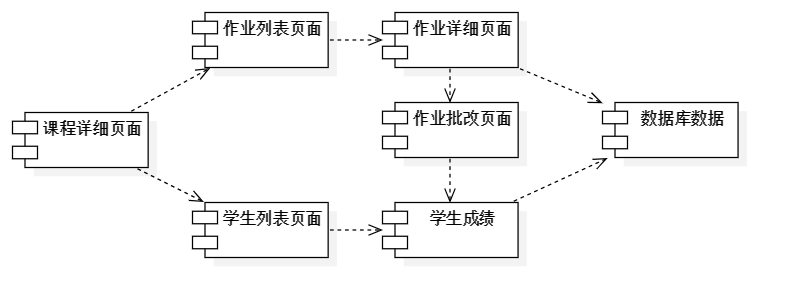 作业列表页面
作业详细页面
课程详细页面
作业批改页面
数据库数据
学生列表页面
学生成绩